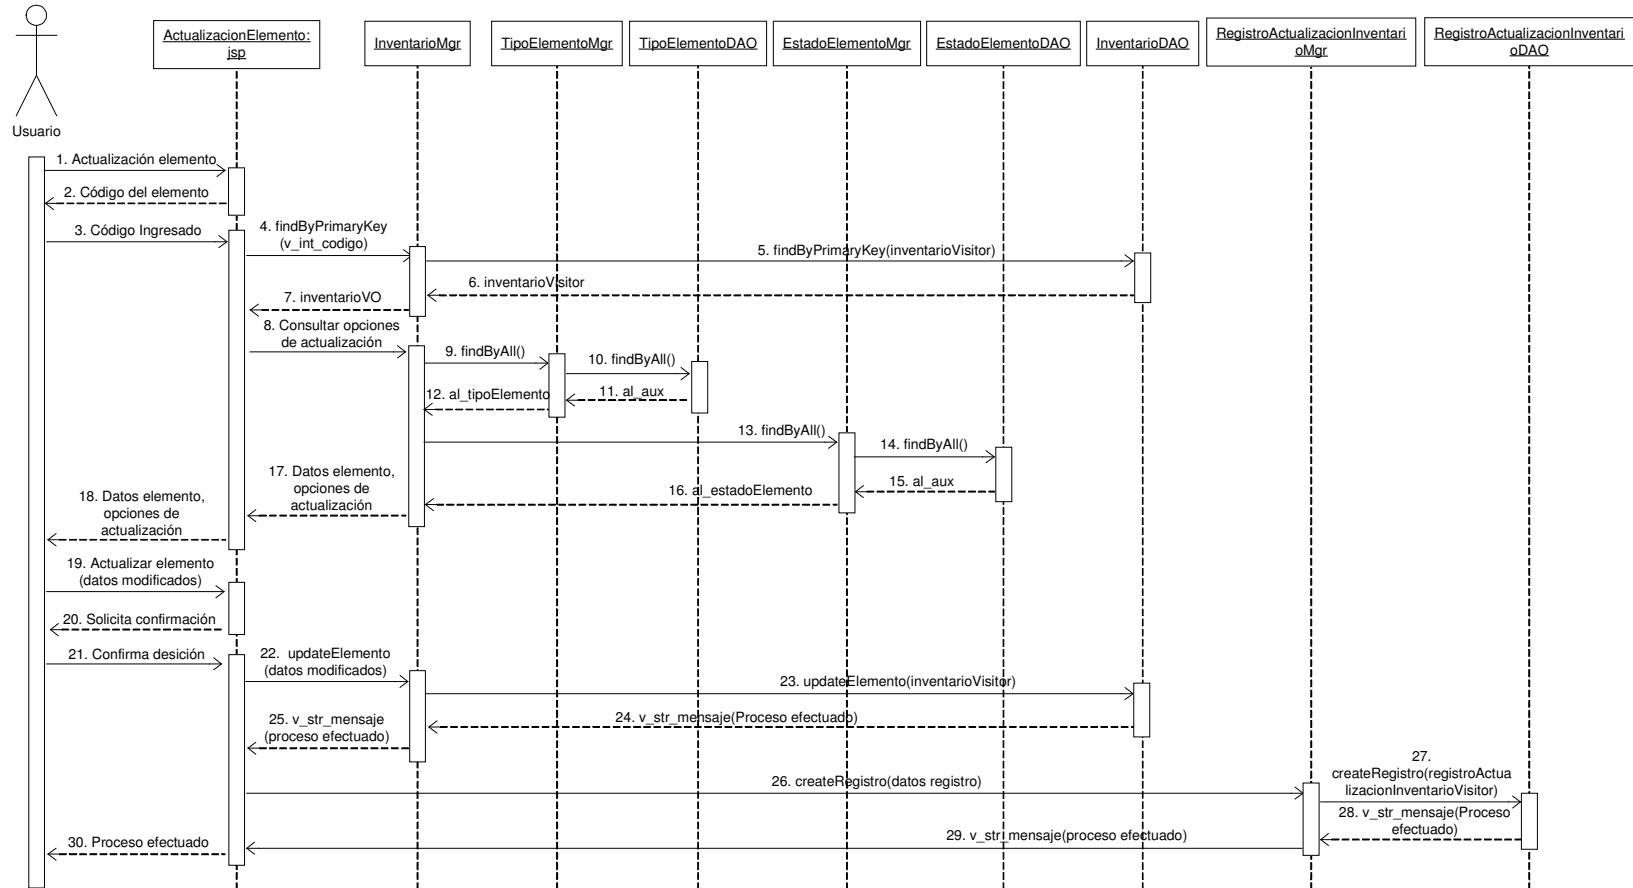 ActualizacionElemento:
jsp
InventarioMgr
TipoElementoMgr
TipoElementoDAO
EstadoElementoMgr
EstadoElementoDAO
InventarioDAO
RegistroActualizacionInventari
oMgr
RegistroActualizacionInventari
oDAO
Usuario
1. Actualización elemento
2. Código del elemento
3. Código Ingresado
4. findByPrimaryKey
(v_int_codigo)
5. findByPrimaryKey(inventarioVisitor)
6. inventarioVisitor
7. inventarioVO
8. Consultar opciones
de actualización
9. findByAll()
10. findByAll()
11. al_aux
12. al_tipoElemento
13. findByAll()
14. findByAll()
15. al_aux
16. al_estadoElemento
17. Datos elemento,
opciones de
actualización
18. Datos elemento,
opciones de
actualización
19. Actualizar elemento
(datos modificados)
20. Solicita confirmación
21. Confirma desición
22. updateElemento
(datos modificados)
23. updateElemento(inventarioVisitor)
24. v_str_mensaje(Proceso efectuado)
25. v_str_mensaje
(proceso efectuado)
26. createRegistro(datos registro)
27.
createRegistro(registroActua
lizacionInventarioVisitor)
28. v_str_mensaje(Proceso
efectuado)
29. v_str_mensaje(proceso efectuado)
30. Proceso efectuado